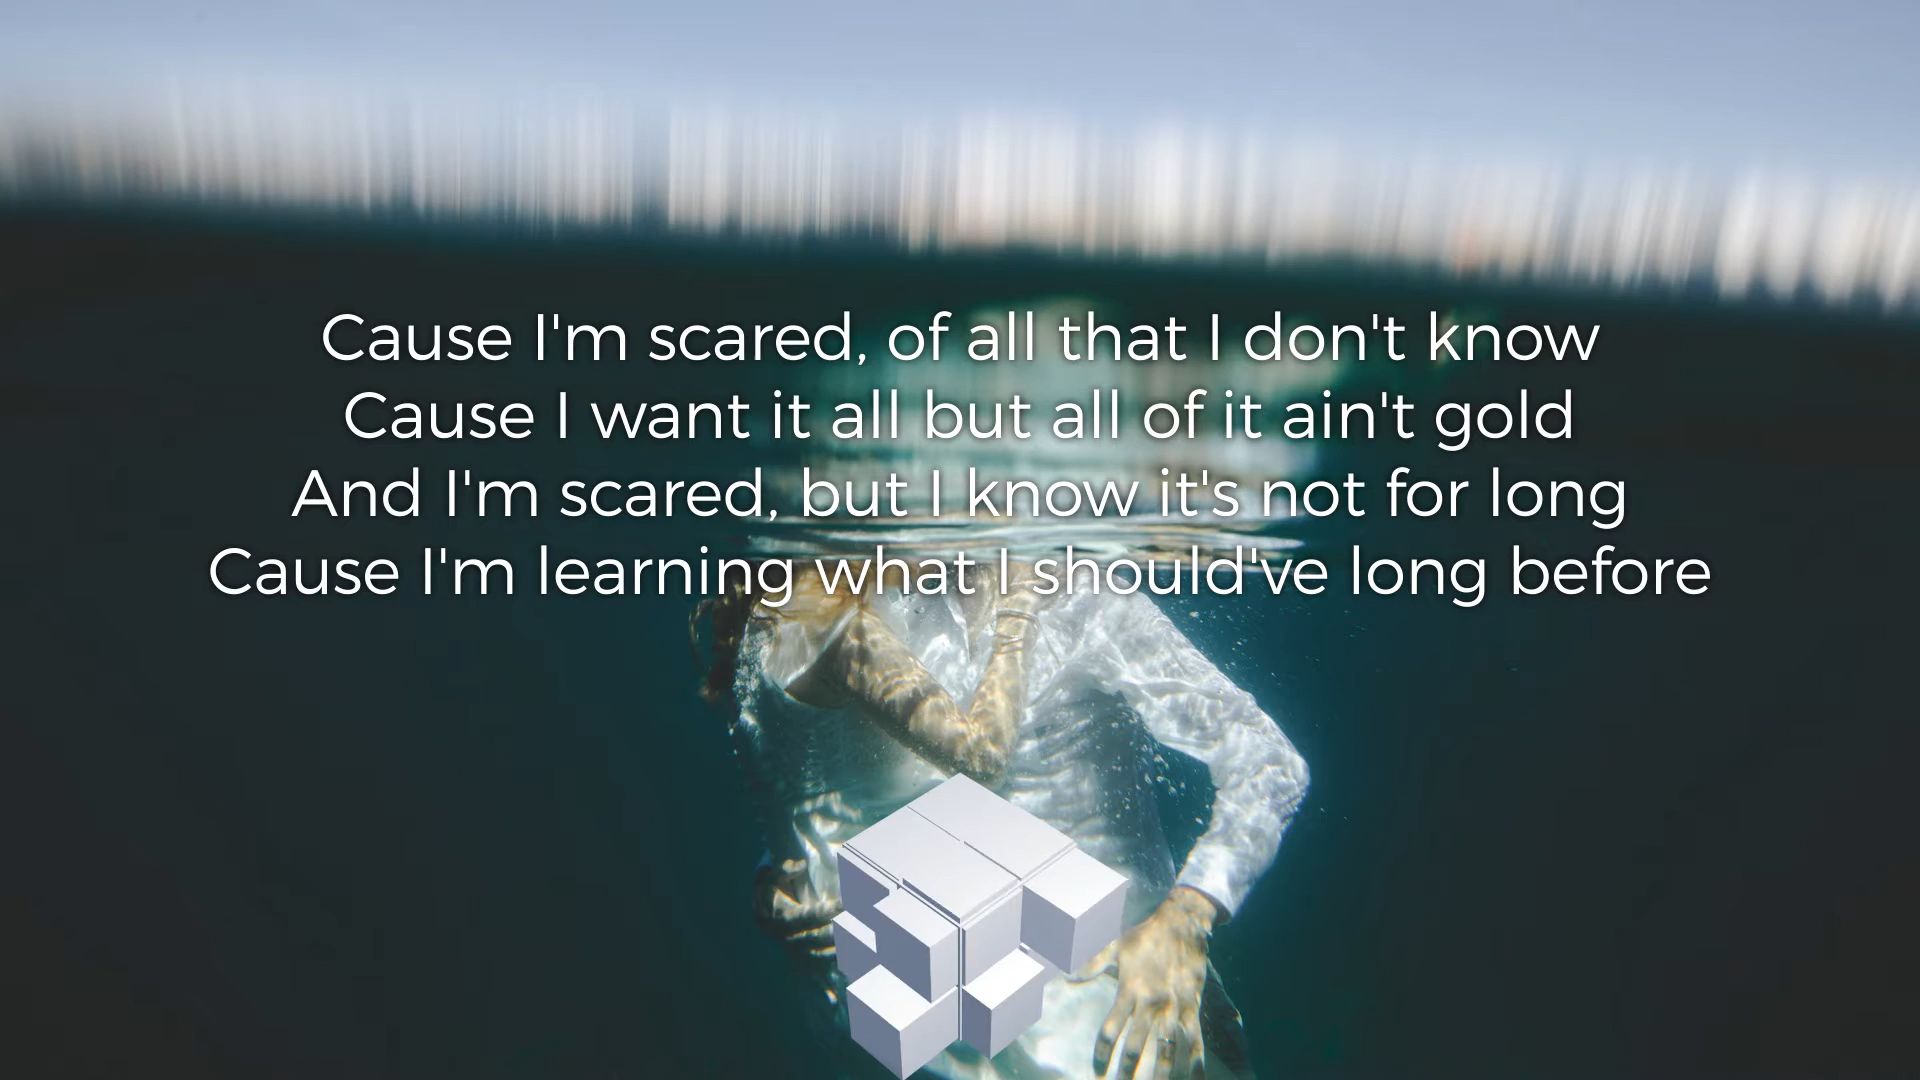 Cause I'm scared, of all that I don't know
Cause I want it all but all of it ain't gold
And I'm scared, but I know it's not for long
Cause I'm learning what I should've long before